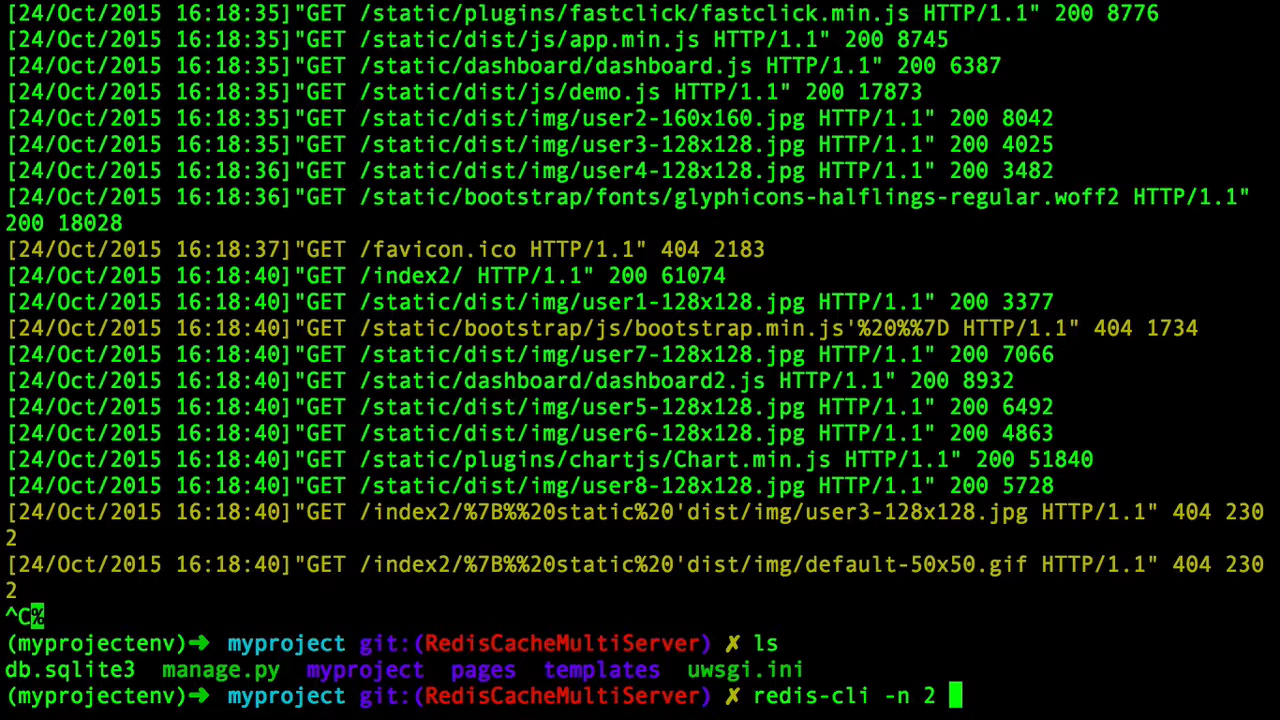 [24/Oct/2015 16:18:35]"GET /static/plugins/fastclick/fastclick.min.js HTTP/1.1" 200 8776
[24/Oct/2015 16:18:35]"GET /static/dist/js/app.min.js HTTP/1.1" 200 8745
[24/Oct/2015 16:18:35]"GET /static/dashboard/dashboard.js HTTP/1.1" 200 6387
[24/Oct/2015 16:18:35]"GET /static/dist/js/demo.js HTTP/1.1" 200 17873
[24/Oct/2015 16:18:35]"GET /static/dist/img/user2-160x160.jpg HTTP/1.1" 200 8042
[24/Oct/2015 16:18:35]"GET /static/dist/img/user3-128x128.jpg HTTP/1.1" 200 4025
[24/Oct/2015 16:18:36]"GET /static/dist/img/user4-128x128.jpg HTTP/1.1" 200 3482
[24/Oct/2015 16:18:36]"GET /static/bootstrap/fonts/glyphicons-halflings-regular.woff2 HTTP/1.1"
200 18028
[24/Oct/2015 16:18:37]"GET /favicon.ico HTTP/1.1" 404 2183
[24/Oct/2015 16:18:40]"GET /index2/ HTTP/1.1" 200 61074
[24/Oct/2015 16:18:40]"GET /static/dist/img/user1-128x128.jpg HTTP/1.1" 200 3377
[24/Oct/2015 16:18:40]"GET /static/bootstrap/js/bootstrap.min.js'%20%%7D HTTP/1.1" 404 1734
[24/Oct/2015 16:18:40]"GET /static/dist/img/user7-128x128.jpg HTTP/1.1" 200 7066
[24/Oct/2015 16:18:40]"GET /static/dashboard/dashboard2.js HTTP/1.1" 200 8932
[24/Oct/2015 16:18:40]"GET /static/dist/img/user5-128x128.jpg HTTP/1.1" 200 6492
[24/Oct/2015 16:18:40]"GET /static/dist/img/user6-128x128.jpg HTTP/1.1" 200 4863
[24/Oct/2015 16:18:40]"GET /static/plugins/chartjs/Chart.min.js HTTP/1.1" 200 51840
[24/Oct/2015 16:18:40]"GET /static/dist/img/user8-128x128.jpg HTTP/1.1" 200 5728
[24/Oct/2015 16:18:40]"GET /index2/%7B%%20static%20'dist/img/user3-128x128.jpg HTTP/1.1" 404 230
2
[24/Oct/2015 16:18:40]"GET /index2/%7B%%20static%20'dist/img/default-50x50.gif HTTP/1.1" 404 230
2
^C%
(myprojectenv)➜ myproject git:(RedisCacheMultiServer) ✗ ls
db.sqlite3 manage.py myproject pages templates uwsgi.ini
(myprojectenv)➜ myproject git:(RedisCacheMultiServer) ✗ redis-cli -n 2